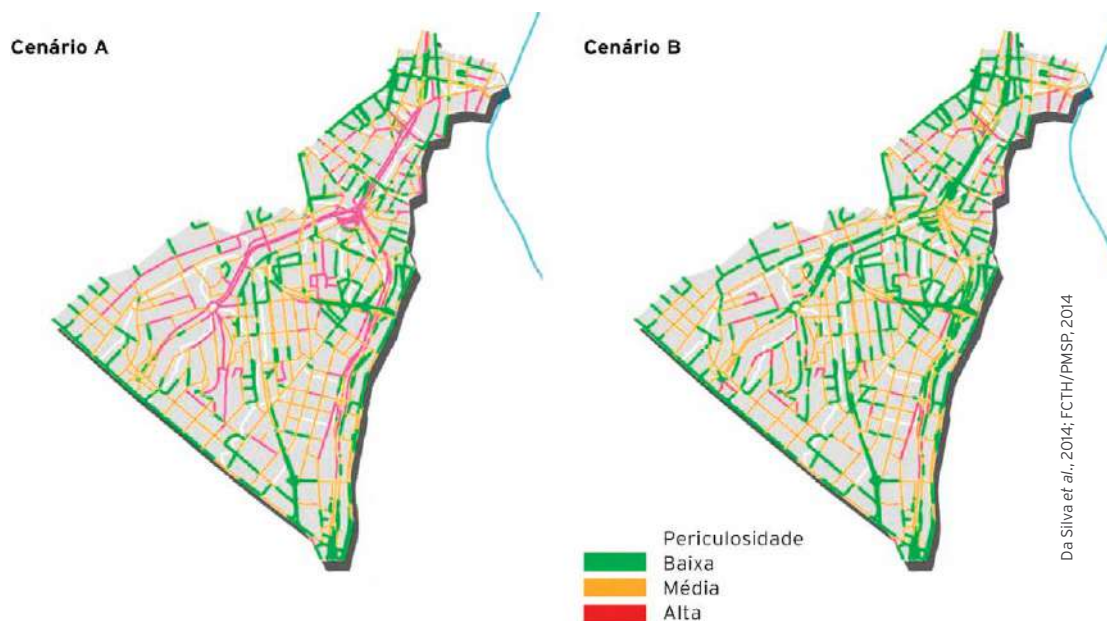 Cenário A
Cenário B
Periculosidade
Baixa
Média
Alta
Da Silva et al., 2014; FCTH/PMSP, 2014